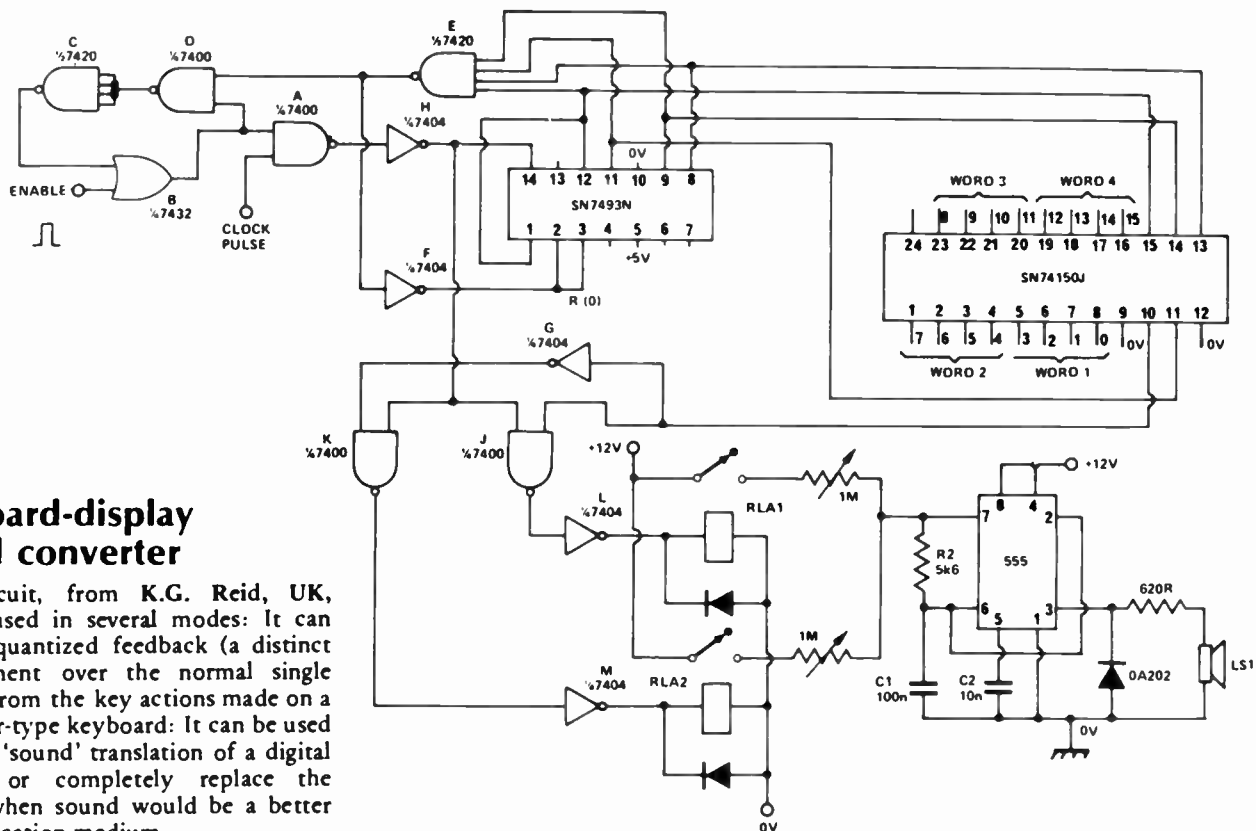 C
½7420
D
¼7400
E
½7420
A
¼7400
H
¼7404
0V
14 13 12 11 10 9 8
SN7493N
1 2 3 4 5 6 7
+5V
R (0)
ENABLE
B
¼7432
CLOCK
PULSE
F
¼7404
G
¼7404
WORD 3 WORD 4
8 9 10 11 12 13 14 15
24 23 22 21 20 19 18 17 16 15 14 13
SN74150J
1 2 3 4 5 6 7 8 9 10 11 12
7 6 5 4 3 2 1 0 0V 0V
WORD 2 WORD 1
K
¼7400
J
¼7400
+12V
L
¼7404
RLA1
1M
+12V
7 8 4 2
555
6 5 1 3
R2
5k6
620R
LS1
1M
M
¼7404
RLA2
C1
100n
C2
10n
OA202
0V
0V
oard-display
d converter
cuit, from K.G. Reid, UK,
used in several modes: It can
quantized feedback (a distinct
ment over the normal single
from the key actions made on a
r-type keyboard: It can be used
'sound' translation of a digital
or completely replace the
when sound would be a better